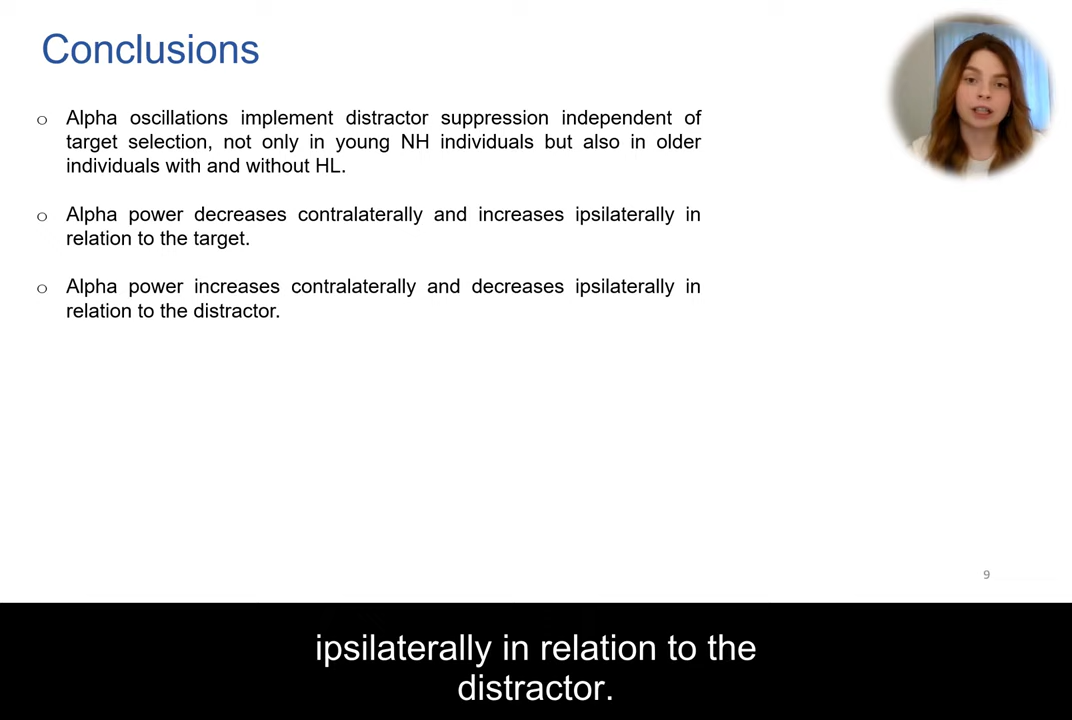 Conclusions
o Alpha oscillations implement distractor suppression independent of
target selection, not only in young NH individuals but also in older
individuals with and without HL.
o Alpha power decreases contralaterally and increases ipsilaterally in
relation to the target.
o Alpha power increases contralaterally and decreases ipsilaterally in
relation to the distractor.
9
ipsilaterally in relation to the
distractor.